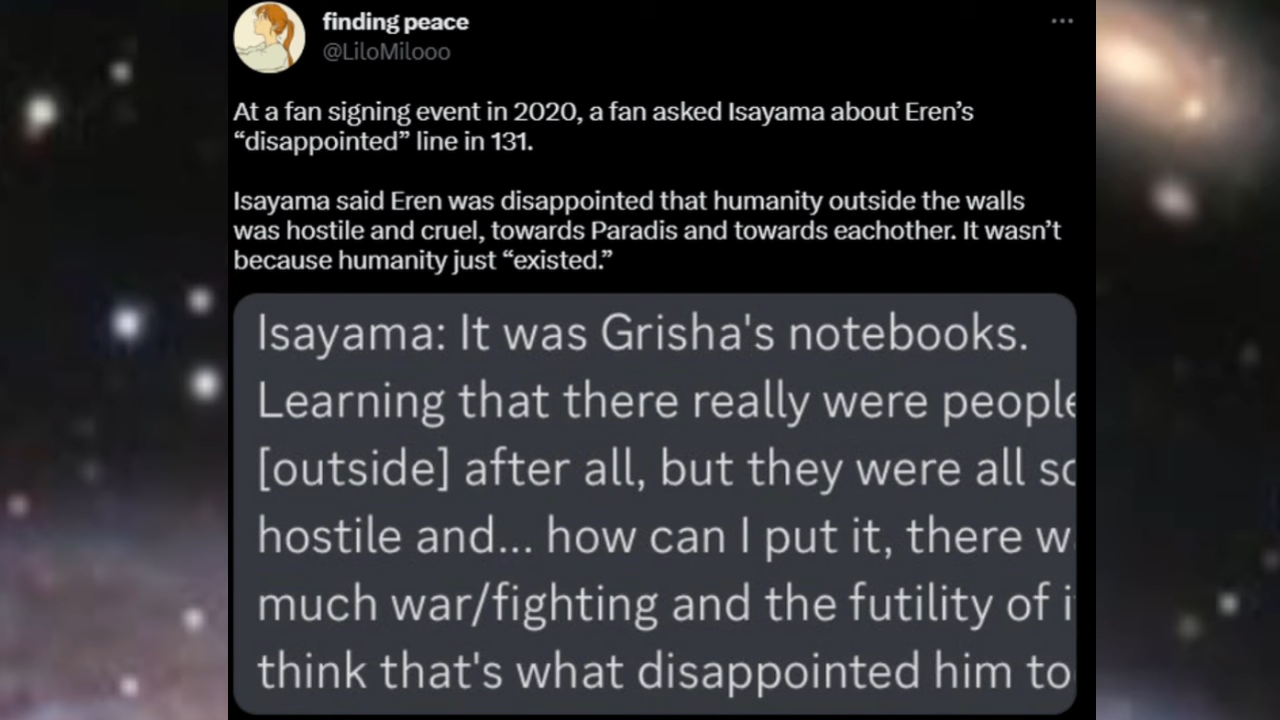 finding peace
@LiloMilooo
At a fan signing event in 2020, a fan asked Isayama about Eren’s
“disappointed” line in 131.
Isayama said Eren was disappointed that humanity outside the walls
was hostile and cruel, towards Paradis and towards eachother. It wasn’t
because humanity just “existed.”
Isayama: It was Grisha's notebooks.
Learning that there really were people
[outside] after all, but they were all
hostile and... how can I put it, there
much war/fighting and the futility of
think that's what disappointed him